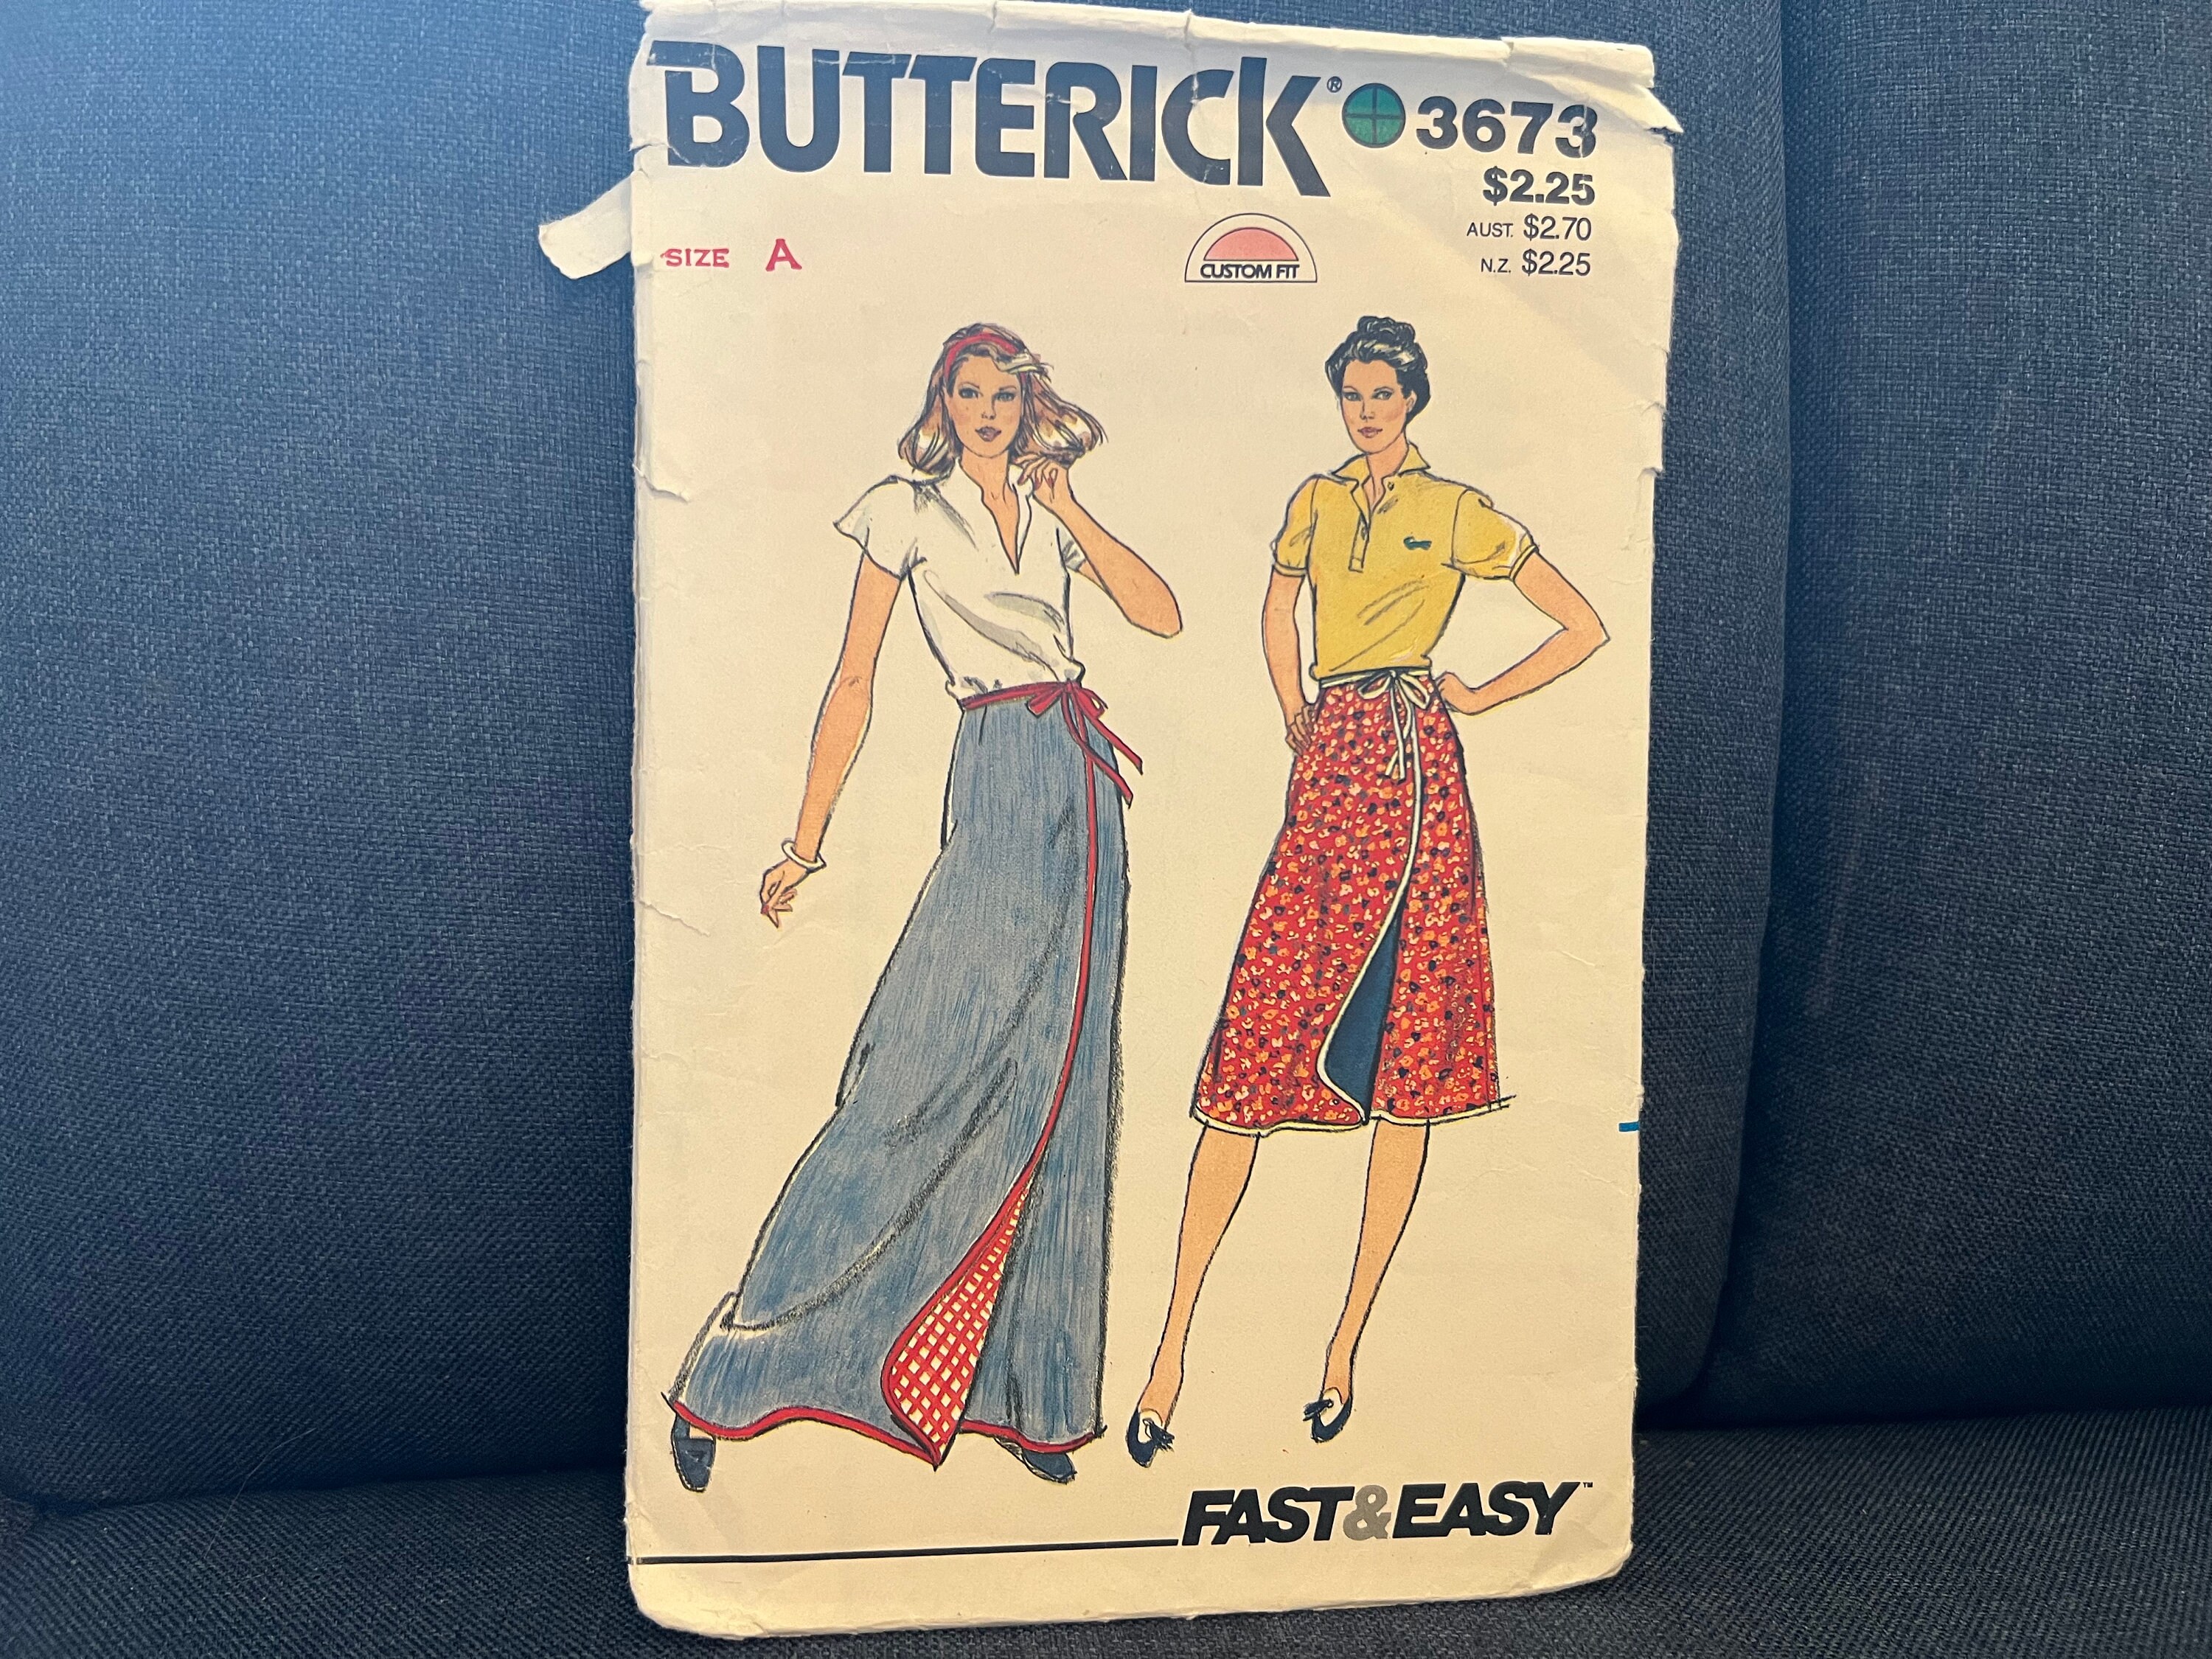 BUTTERICK® 3673
$2.25
AUST. $2.70
N.Z. $2.25
SIZE A
CUSTOM FIT
FAST&EASY™